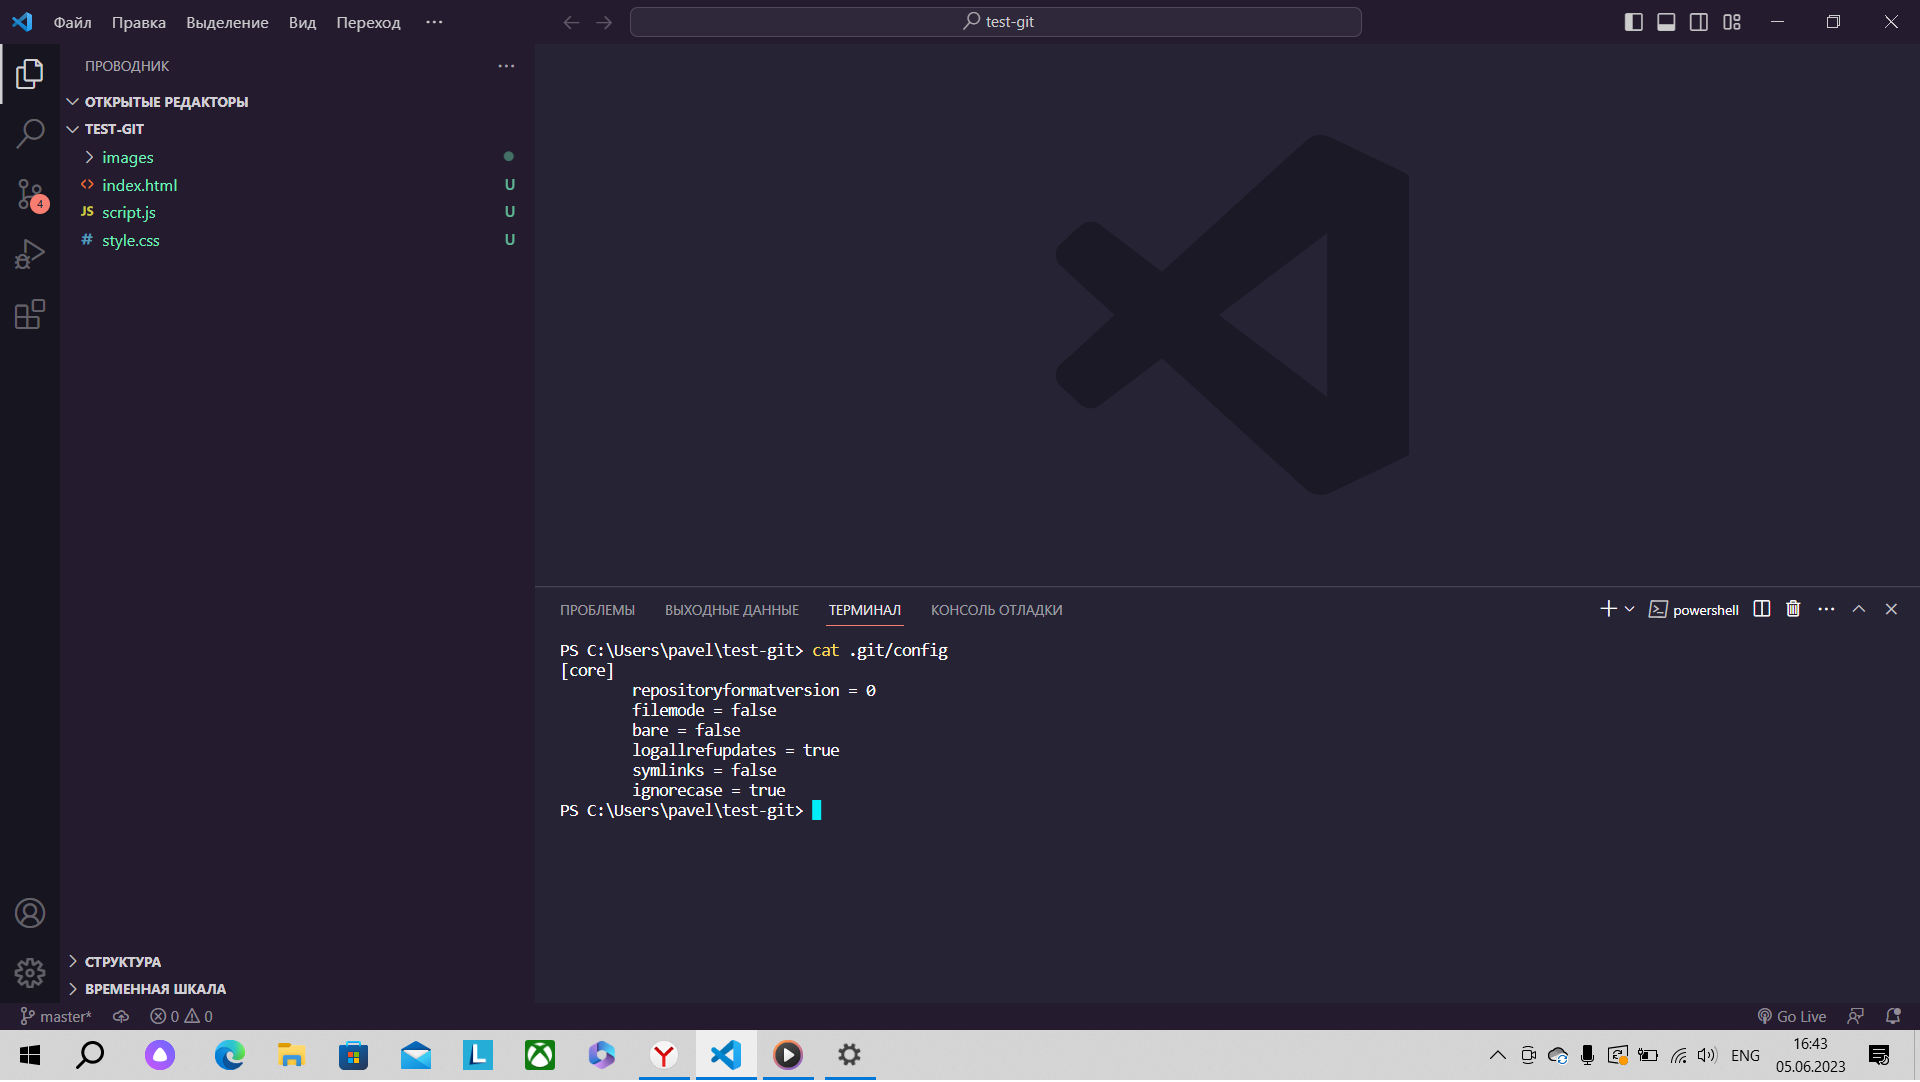 Файл Правка Выделение Вид Переход ··· test-git
ПРОВОДНИК
ОТКРЫТЫЕ РЕДАКТОРЫ
TEST-GIT
images
<> index.html U
JS script.js U
# style.css U
4
СТРУКТУРА
ВРЕМЕННАЯ ШКАЛА
ПРОБЛЕМЫ ВЫХОДНЫЕ ДАННЫЕ ТЕРМИНАЛ КОНСОЛЬ ОТЛАДКИ powershell
PS C:\Users\pavel\test-git> cat .git/config
[core]
repositoryformatversion = 0
filemode = false
bare = false
logallrefupdates = true
symlinks = false
ignorecase = true
PS C:\Users\pavel\test-git>
master* 0 0 Go Live
L Y ENG 16:43
05.06.2023